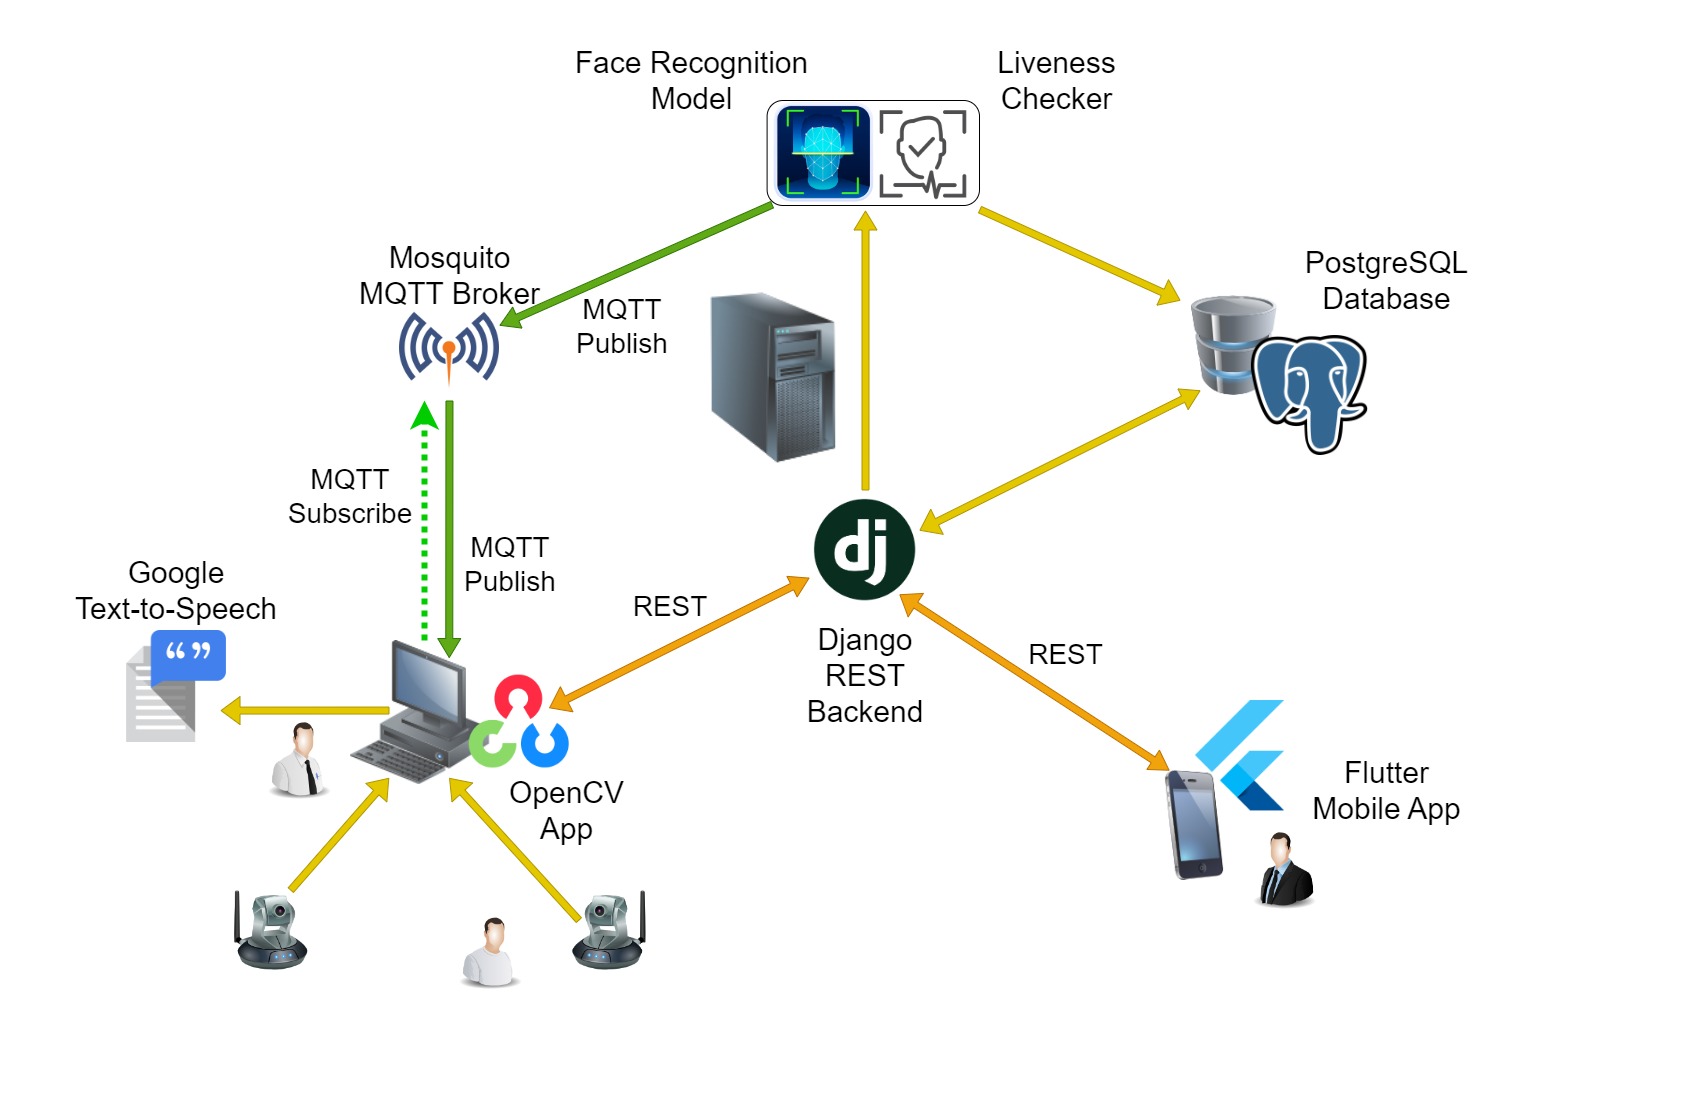 Face Recognition
Model
Liveness
Checker
Mosquito
MQTT Broker
MQTT
Publish
PostgreSQL
Database
MQTT
Subscribe
MQTT
Publish
Google
Text-to-Speech
“ ”
REST
dj
Django
REST
Backend
REST
OpenCV
App
Flutter
Mobile App